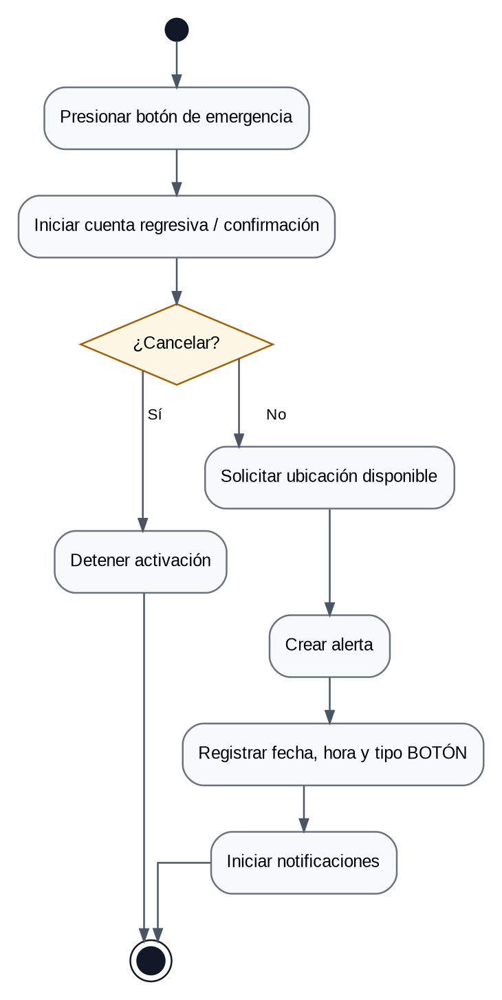 Presionar botón de emergencia
Iniciar cuenta regresiva / confirmación
¿Cancelar?
Sí
No
Solicitar ubicación disponible
Detener activación
Crear alerta
Registrar fecha, hora y tipo BOTÓN
Iniciar notificaciones